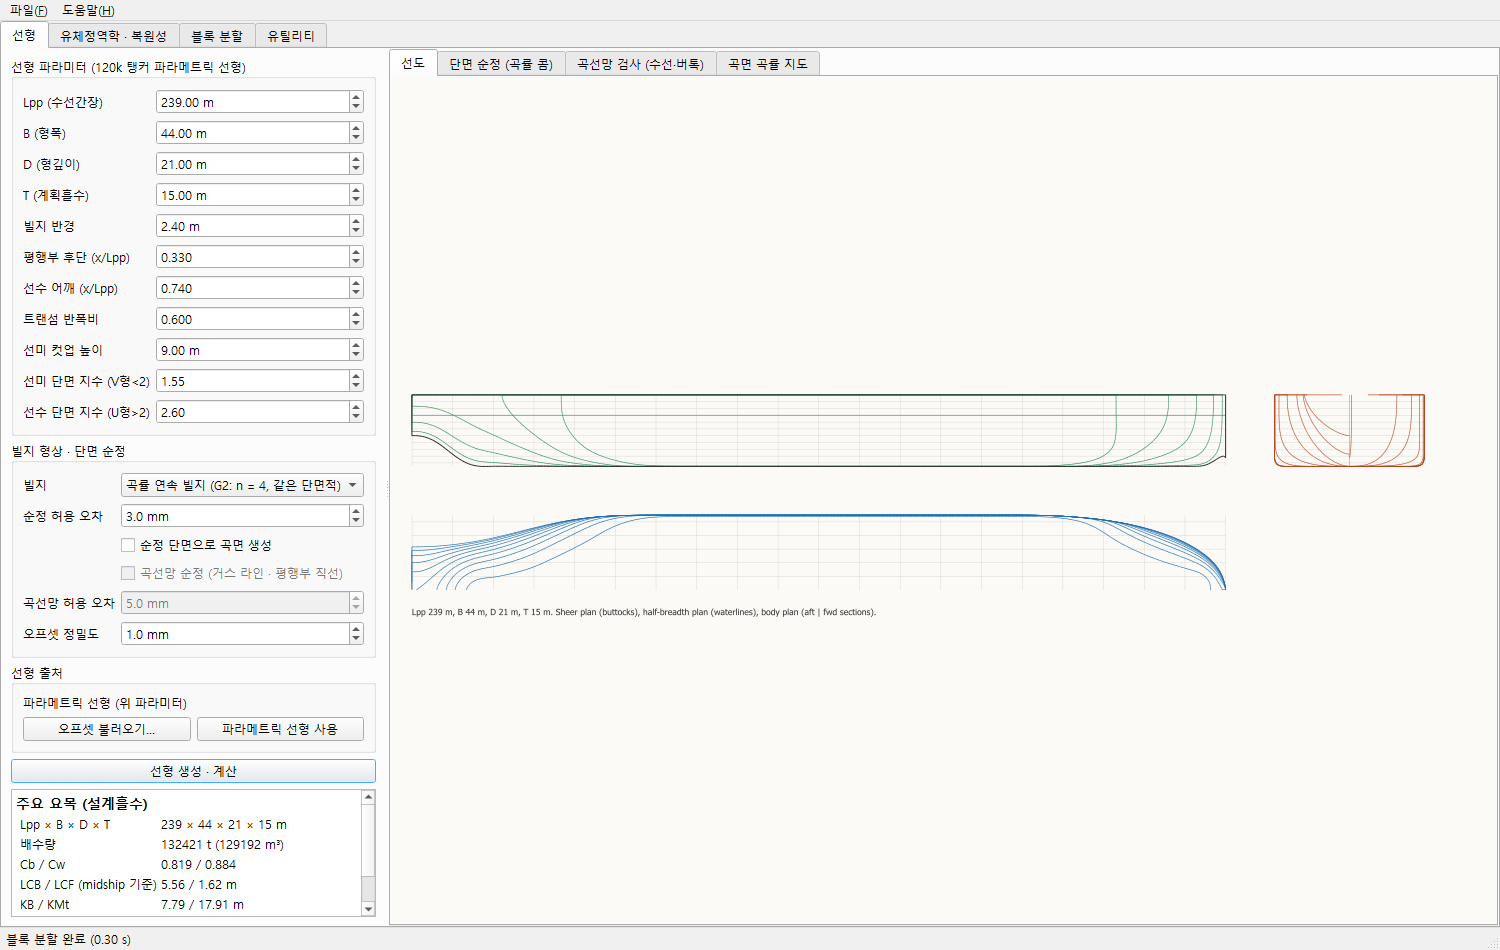 파일(F) 도움말(H)
선형 유체정역학 · 복원성 블록 분할 유틸리티
선형 파라미터 (120k 탱커 파라메트릭 선형)
Lpp (수선간장) 239.00 m
B (형폭) 44.00 m
D (형깊이) 21.00 m
T (계획흘수) 15.00 m
빌지 반경 2.40 m
평행부 후단 (x/Lpp) 0.330
선수 어깨 (x/Lpp) 0.740
트랜섬 반폭비 0.600
선미 컷업 높이 9.00 m
선미 단면 지수 (V형<2) 1.55
선수 단면 지수 (U형>2) 2.60
빌지 형상 · 단면 순정
빌지 곡률 연속 빌지 (G2: n = 4, 같은 단면적)
순정 허용 오차 3.0 mm
순정 단면으로 곡면 생성
곡선망 순정 (거스 라인 · 평행부 직선)
곡선망 허용 오차 5.0 mm
오프셋 정밀도 1.0 mm
선형 출처
파라메트릭 선형 (위 파라미터)
오프셋 불러오기... 파라메트릭 선형 사용
선형 생성 · 계산
주요 요목 (설계흘수)
Lpp × B × D × T 239 × 44 × 21 × 15 m
배수량 132421 t (129192 m³)
Cb / Cw 0.819 / 0.884
LCB / LCF (midship 기준) 5.56 / 1.62 m
KB / KMt 7.79 / 17.91 m
선도 단면 순정 (곡률 콤) 곡선망 검사 (수선·버톡) 곡면 곡률 지도
Lpp 239 m, B 44 m, D 21 m, T 15 m. Sheer plan (buttocks), half-breadth plan (waterlines), body plan (aft | fwd sections).
블록 분할 완료 (0.30 s)